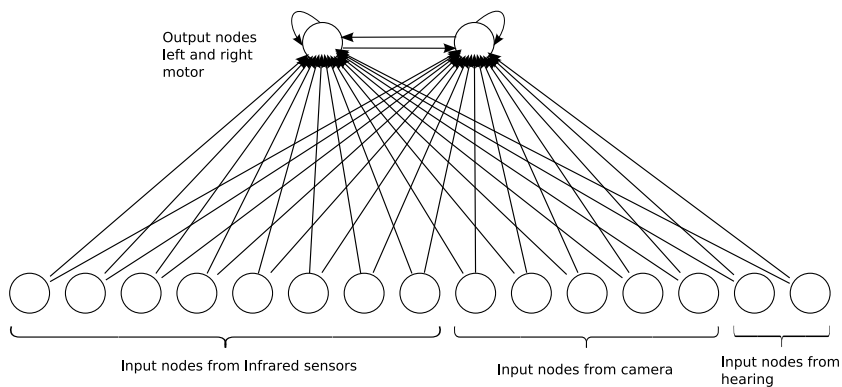 Output nodes
left and right
motor
Input nodes from Infrared sensors
Input nodes from camera
Input nodes from
hearing